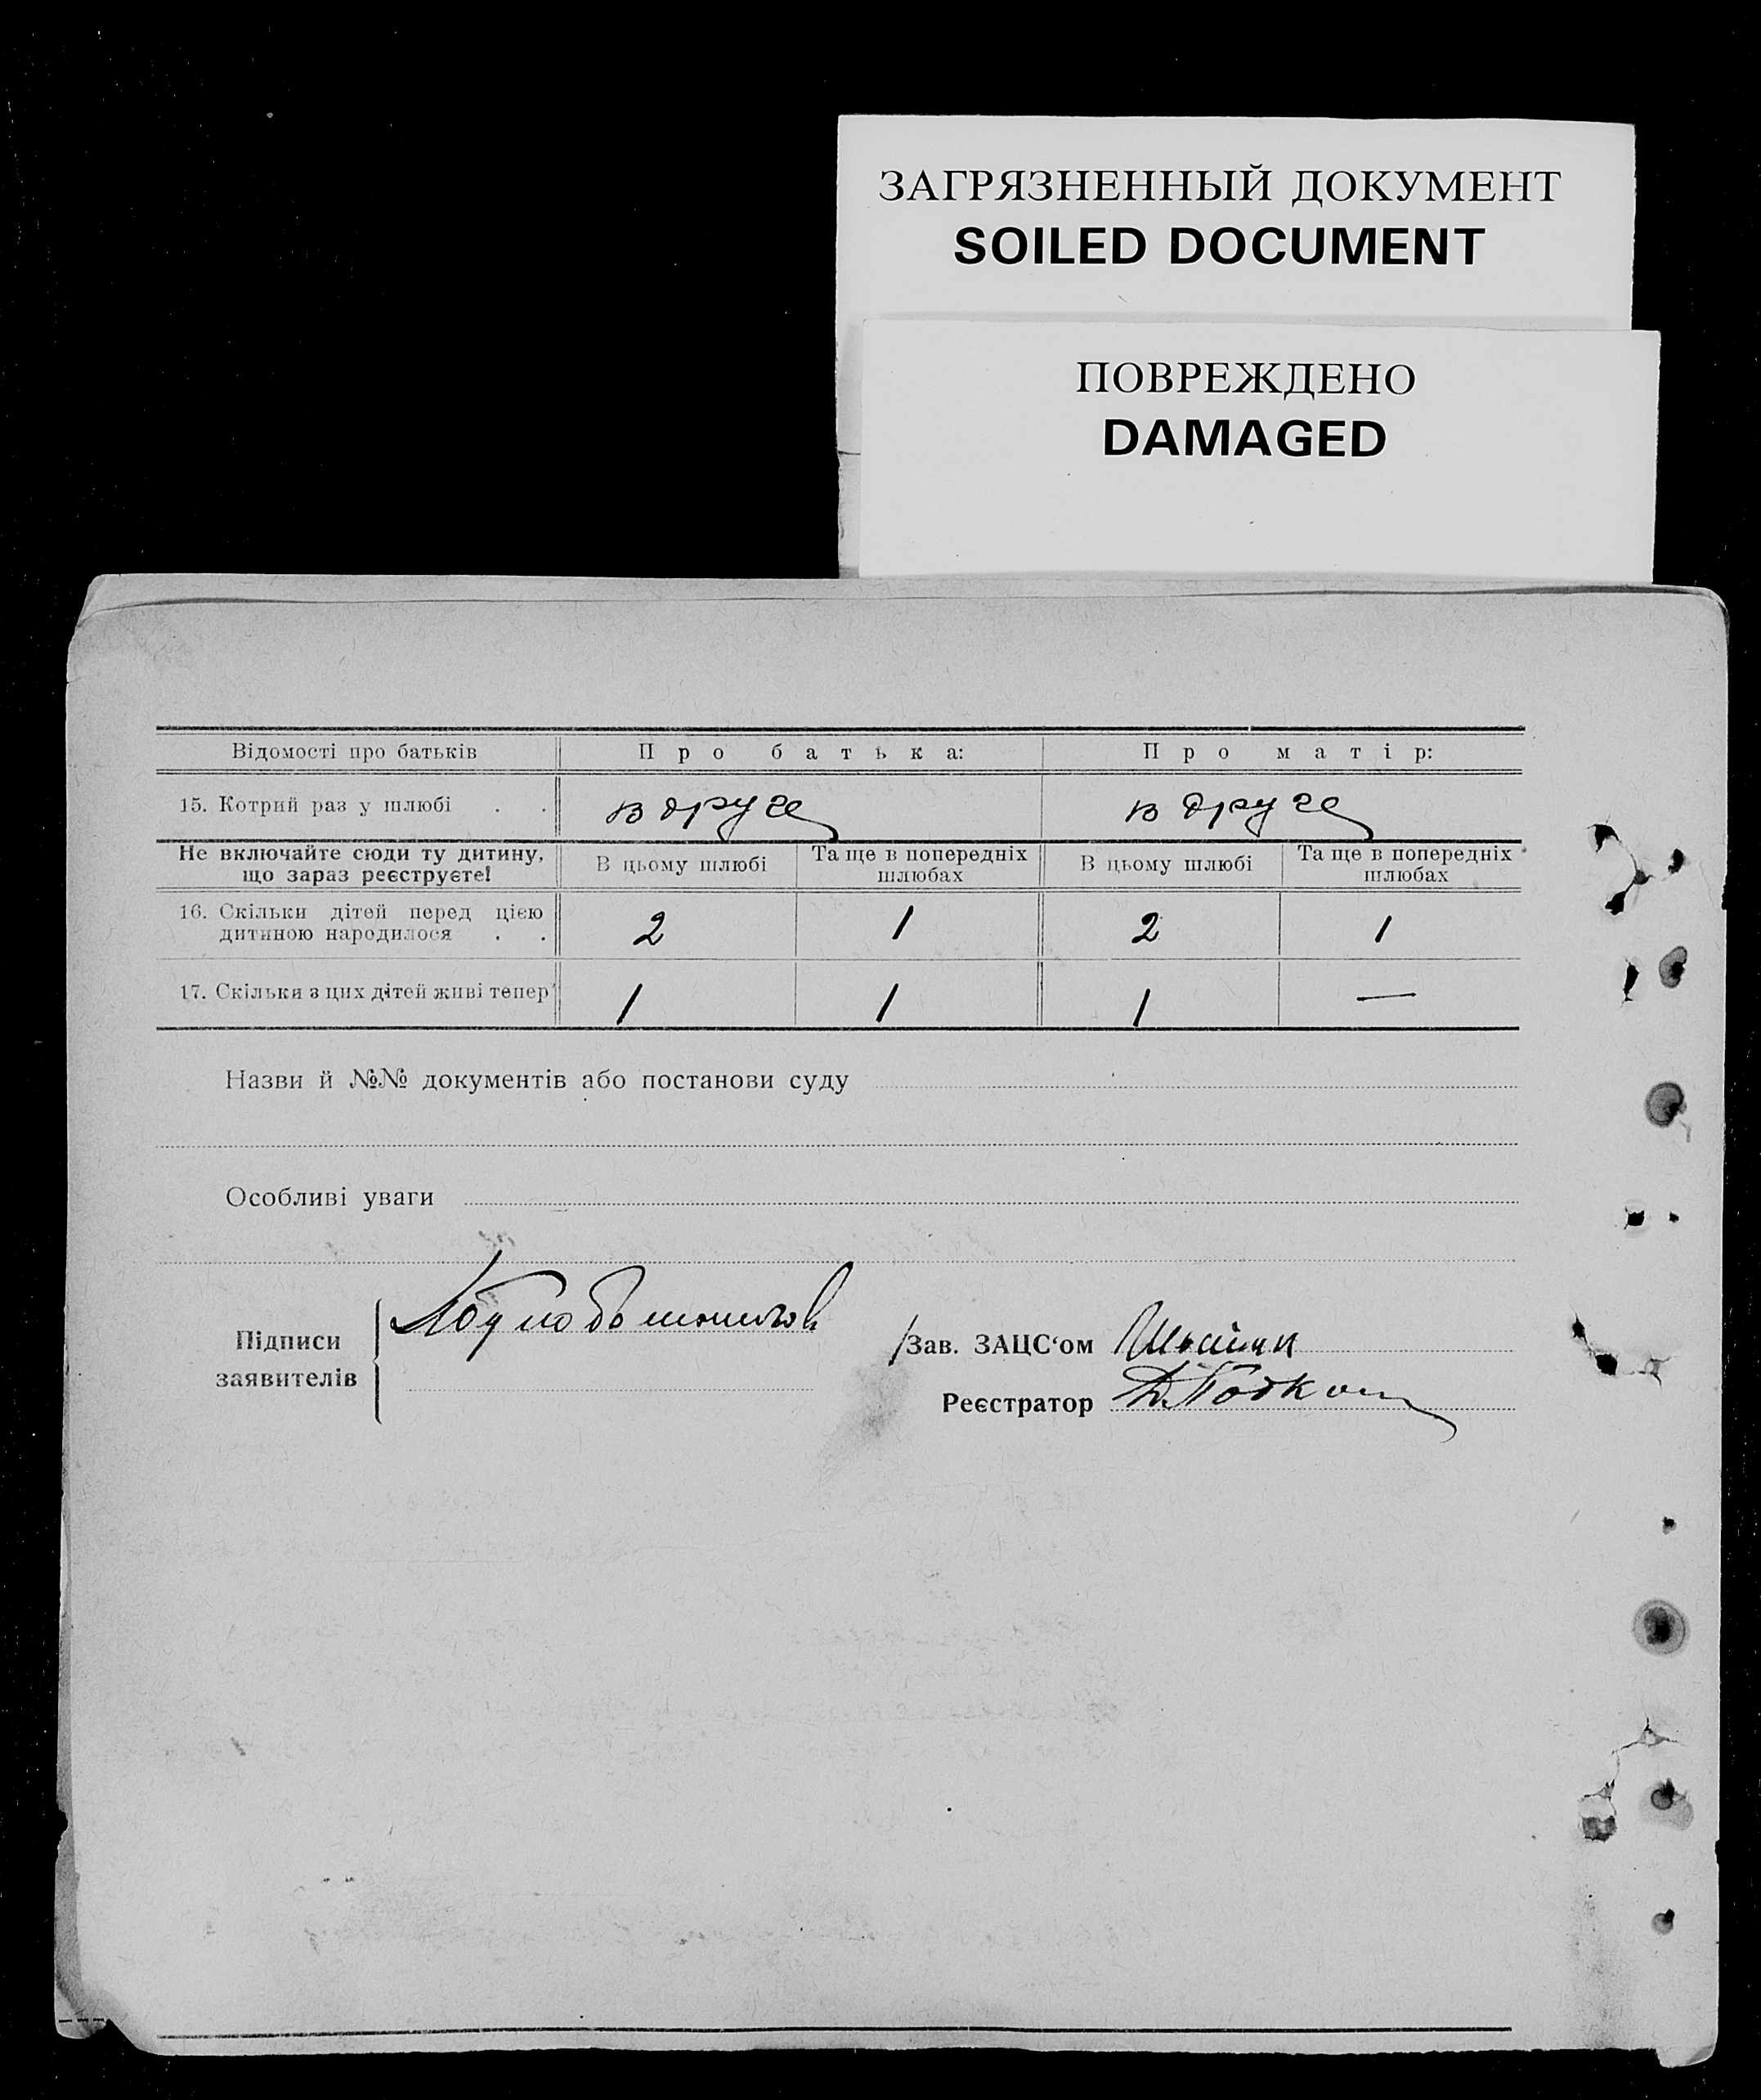 ЗАГРЯЗНЕННЫЙ ДОКУМЕНТ
SOILED DOCUMENT
ПОВРЕЖДЕНО
DAMAGED
Відомості про батьків Про батька: Про матір:
15. Котрий раз у шлюбі . . вдруге вдруге
Не включайте сюди ту дитину, що зараз реєструєте! В цьому шлюбі Та ще в попередніх шлюбах В цьому шлюбі Та ще в попередніх шлюбах
16. Скільки дітей перед цією
дитиною народилося . . 2 1 2 1
17. Скільки з цих дітей живі тепер 1 1 1 —
Назви й №№ документів або постанови суду
Особливі уваги
Підписи
заявителів
Зав. ЗАЦС‘ом
Реєстратор